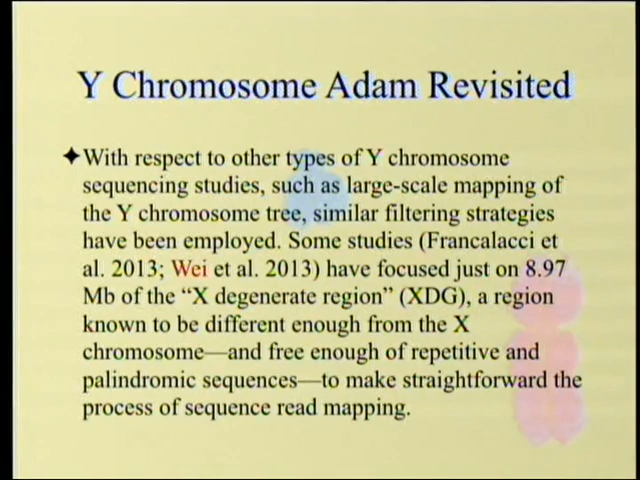 Y Chromosome Adam Revisited
✦With respect to other types of Y chromosome
sequencing studies, such as large-scale mapping of
the Y chromosome tree, similar filtering strategies
have been employed. Some studies (Francalacci et
al. 2013; Wei et al. 2013) have focused just on 8.97
Mb of the “X degenerate region” (XDG), a region
known to be different enough from the X
chromosome—and free enough of repetitive and
palindromic sequences—to make straightforward the
process of sequence read mapping.